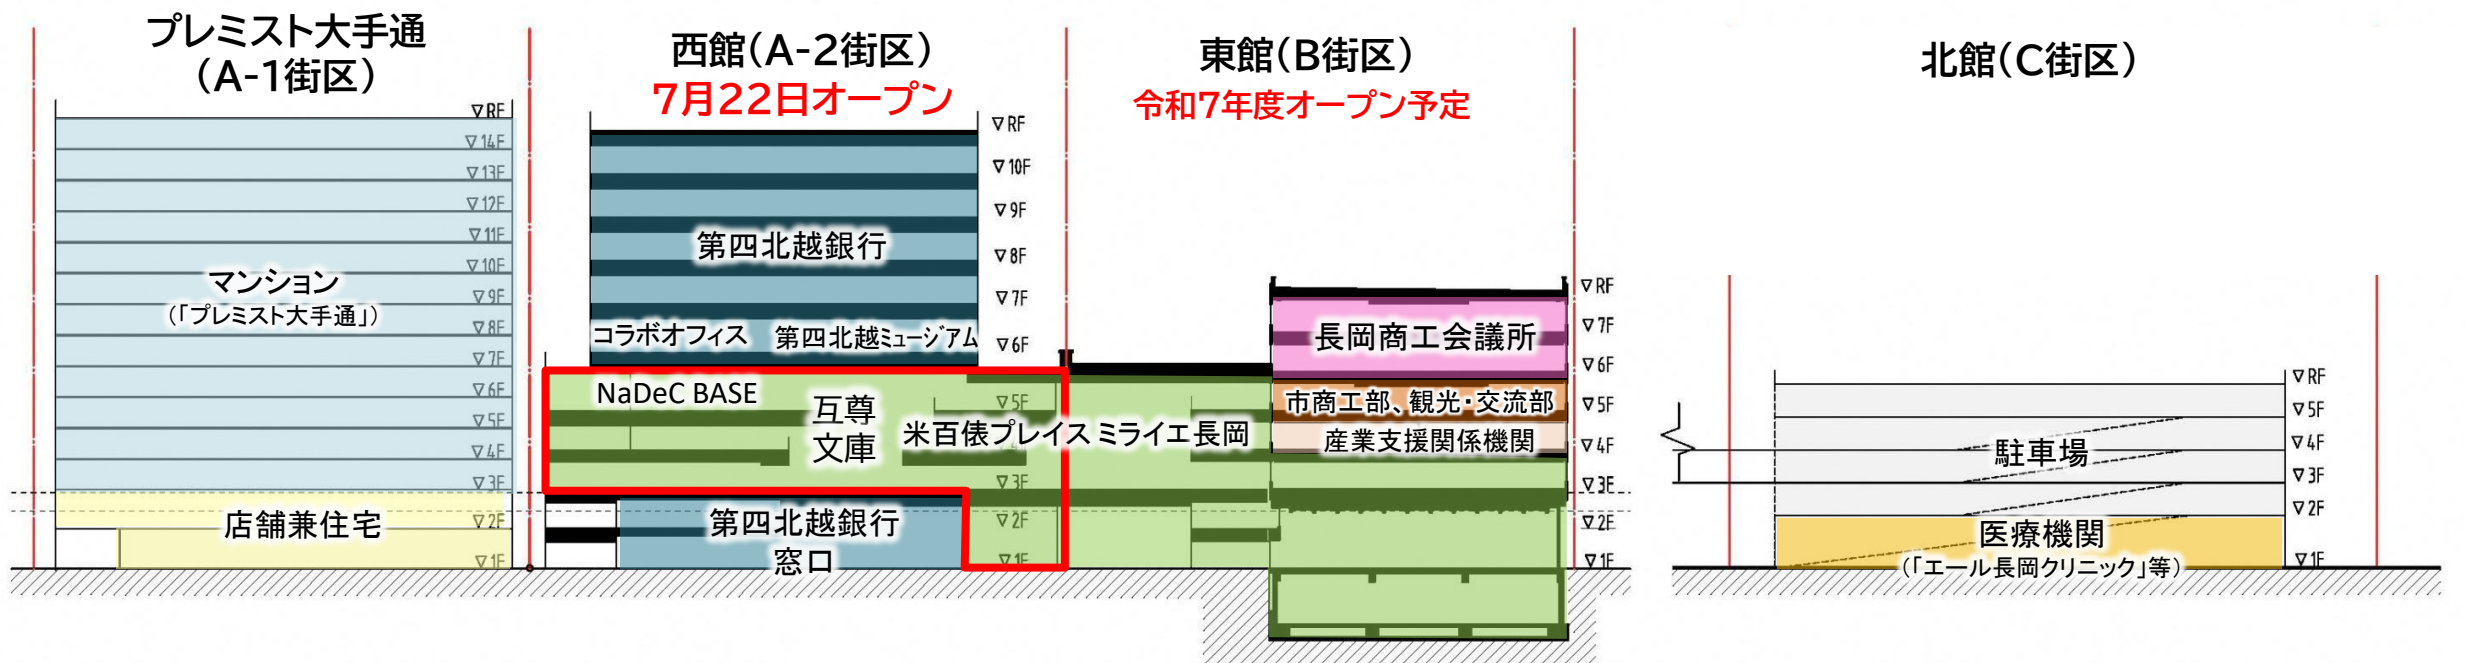 プレミスト大手通
（A-1街区）
▽RF
▽14F
▽13F
▽12F
▽11F
▽10F
▽9F
▽8F
▽7F
▽6F
▽5F
▽4F
▽3F
▽2F
▽1F
マンション
（「プレミスト大手通」）
店舗兼住宅
西館（A-2街区）
7月22日オープン
▽RF
▽10F
▽9F
▽8F
▽7F
▽6F
▽5F
▽3F
▽2F
▽1F
第四北越銀行
コラボオフィス
第四北越ミュージアム
NaDeC BASE
互尊
文庫
米百俵プレイス ミライエ長岡
第四北越銀行
窓口
東館（B街区）
令和7年度オープン予定
▽RF
▽7F
▽6F
▽5F
▽4F
▽3F
▽2F
▽1F
長岡商工会議所
市商工部、観光・交流部
産業支援関係機関
北館（C街区）
▽RF
▽5F
▽4F
▽3F
▽2F
▽1F
駐車場
医療機関
（「エール長岡クリニック」等）